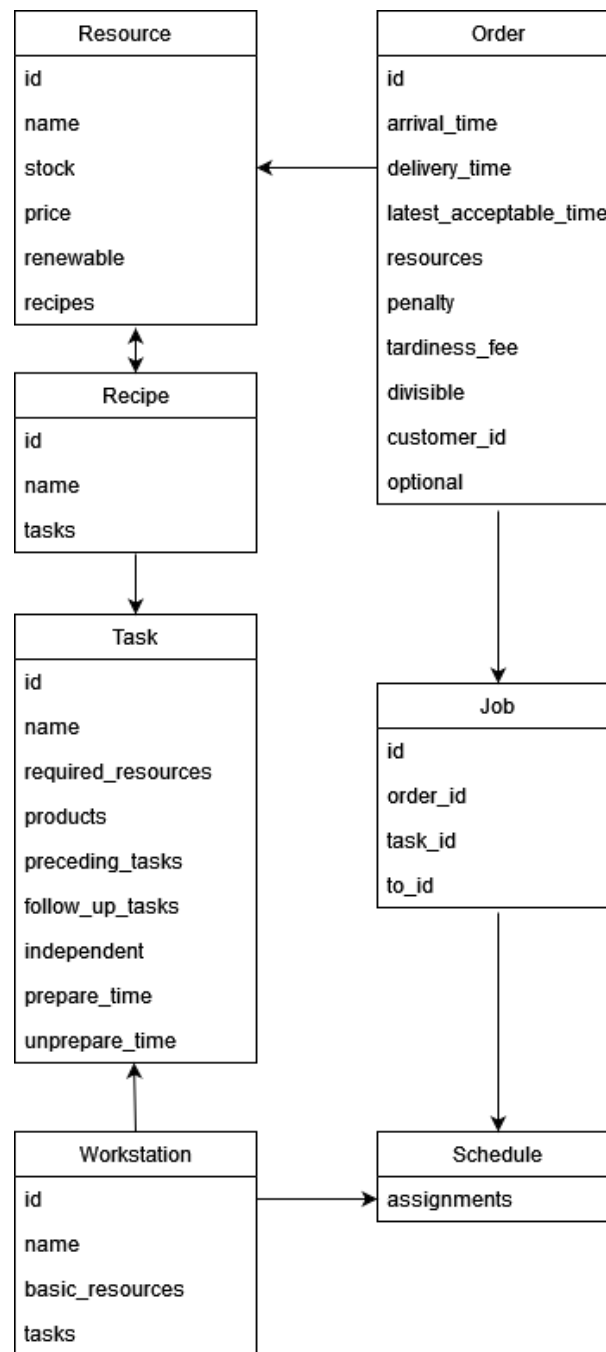 Resource
id
name
stock
price
renewable
recipes
Order
id
arrival_time
delivery_time
latest_acceptable_time
resources
penalty
tardiness_fee
divisible
customer_id
optional
Recipe
id
name
tasks
Task
id
name
required_resources
products
preceding_tasks
follow_up_tasks
independent
prepare_time
unprepare_time
Job
id
order_id
task_id
to_id
Workstation
id
name
basic_resources
tasks
Schedule
assignments